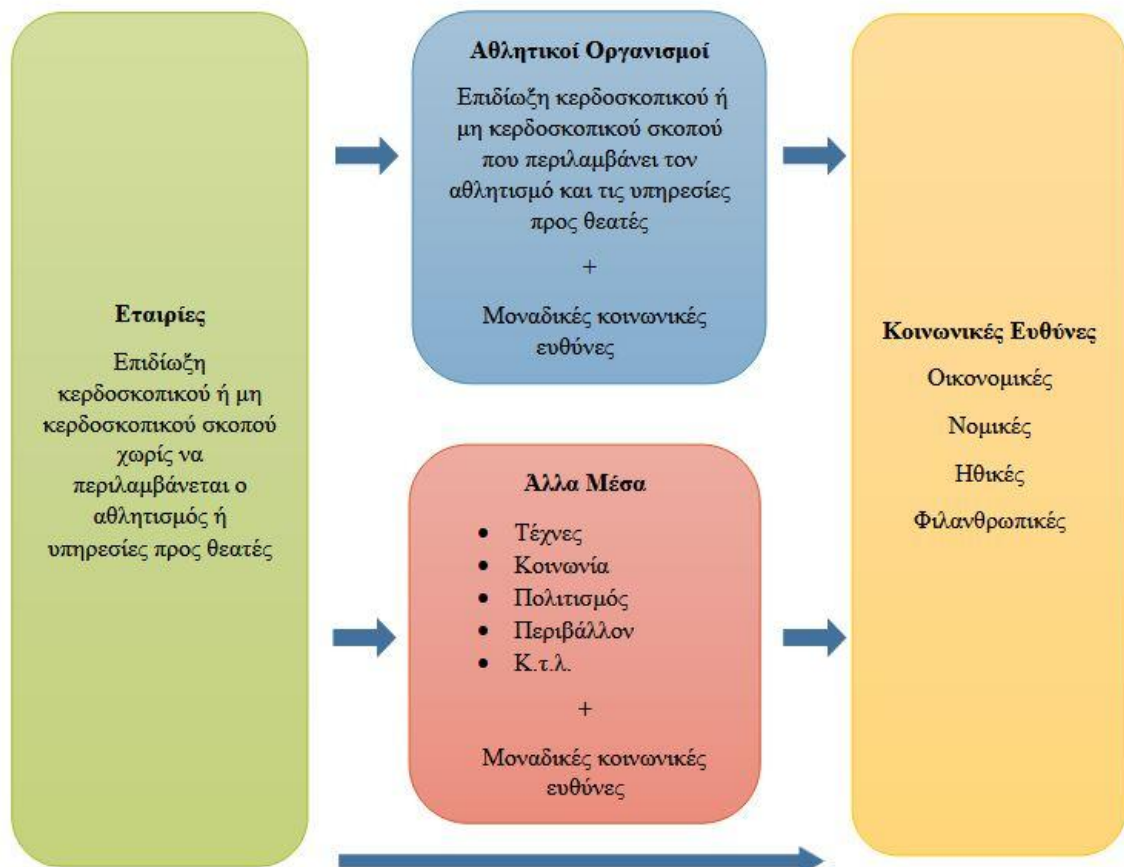 Εταιρίες
Επιδίωξη
κερδοσκοπικού ή μη
κερδοσκοπικού σκοπού
χωρίς να
περιλαμβάνεται ο
αθλητισμός ή
υπηρεσίες προς θεατές
Αθλητικοί Οργανισμοί
Επιδίωξη κερδοσκοπικού ή
μη κερδοσκοπικού σκοπού
που περιλαμβάνει τον
αθλητισμό και τις υπηρεσίες
προς θεατές
+
Μοναδικές κοινωνικές
ευθύνες
Άλλα Μέσα
• Τέχνες
• Κοινωνία
• Πολιτισμός
• Περιβάλλον
• Κ.τ.λ.
+
Μοναδικές κοινωνικές
ευθύνες
Κοινωνικές Ευθύνες
Οικονομικές
Νομικές
Ηθικές
Φιλανθρωπικές